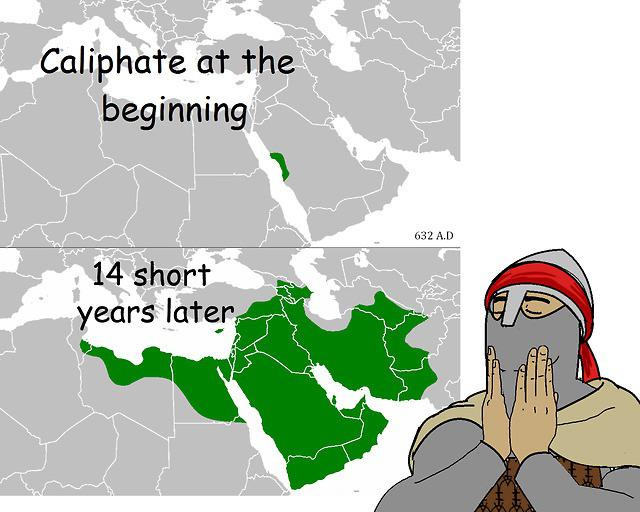 Caliphate at the
beginning
632 A.D
14 short
years later